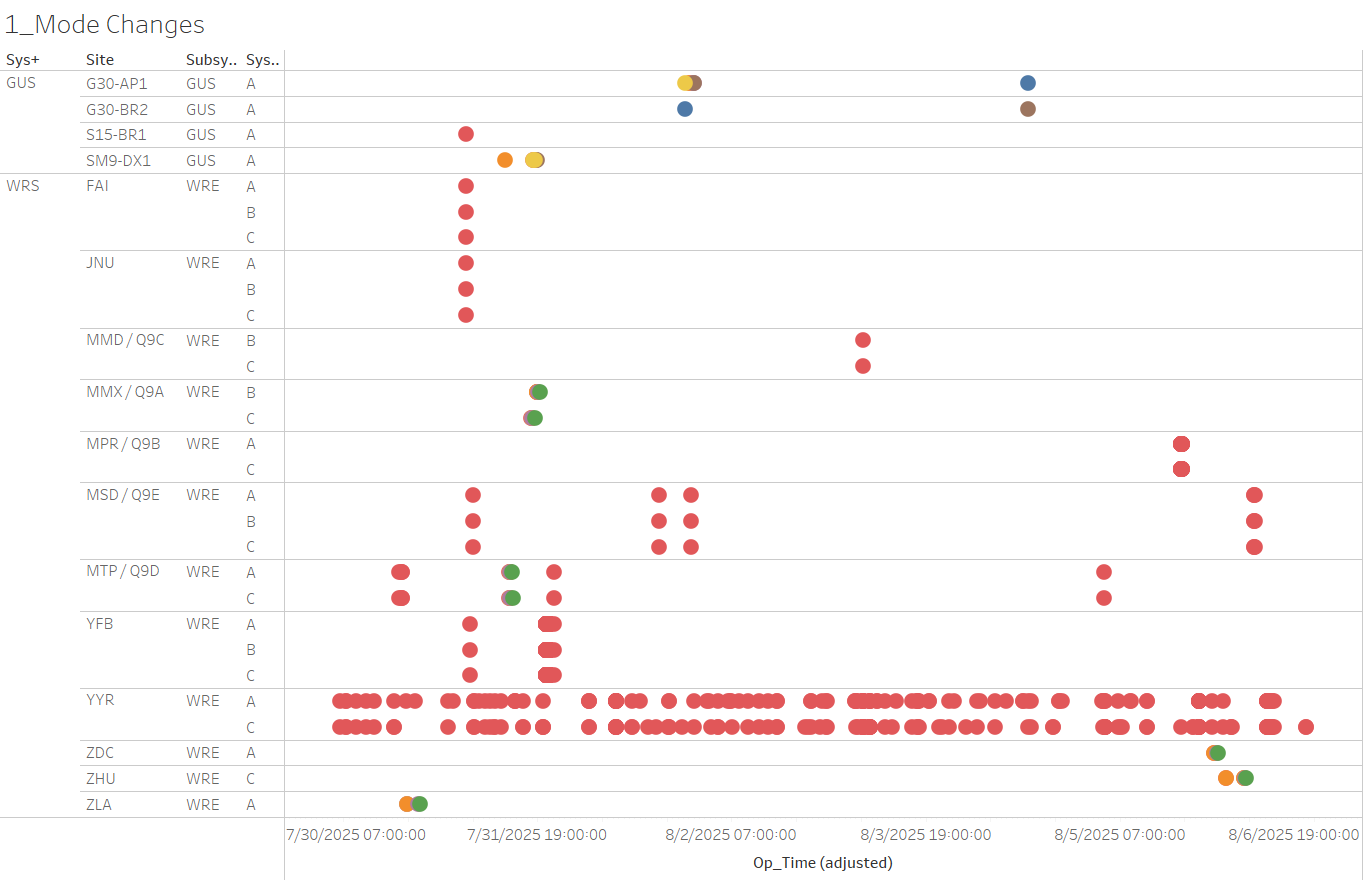 1_Mode Changes
Sys+ Site Subsy.. Sys..
GUS G30-AP1 GUS A
G30-BR2 GUS A
S15-BR1 GUS A
SM9-DX1 GUS A
WRS FAI WRE A
B
C
JNU WRE A
B
C
MMD / Q9C WRE B
C
MMX / Q9A WRE B
C
MPR / Q9B WRE A
C
MSD / Q9E WRE A
B
C
MTP / Q9D WRE A
C
YFB WRE A
B
C
YYR WRE A
C
ZDC WRE A
ZHU WRE C
ZLA WRE A
7/30/2025 07:00:00 7/31/2025 19:00:00 8/2/2025 07:00:00 8/3/2025 19:00:00 8/5/2025 07:00:00 8/6/2025 19:00:00
Op_Time (adjusted)